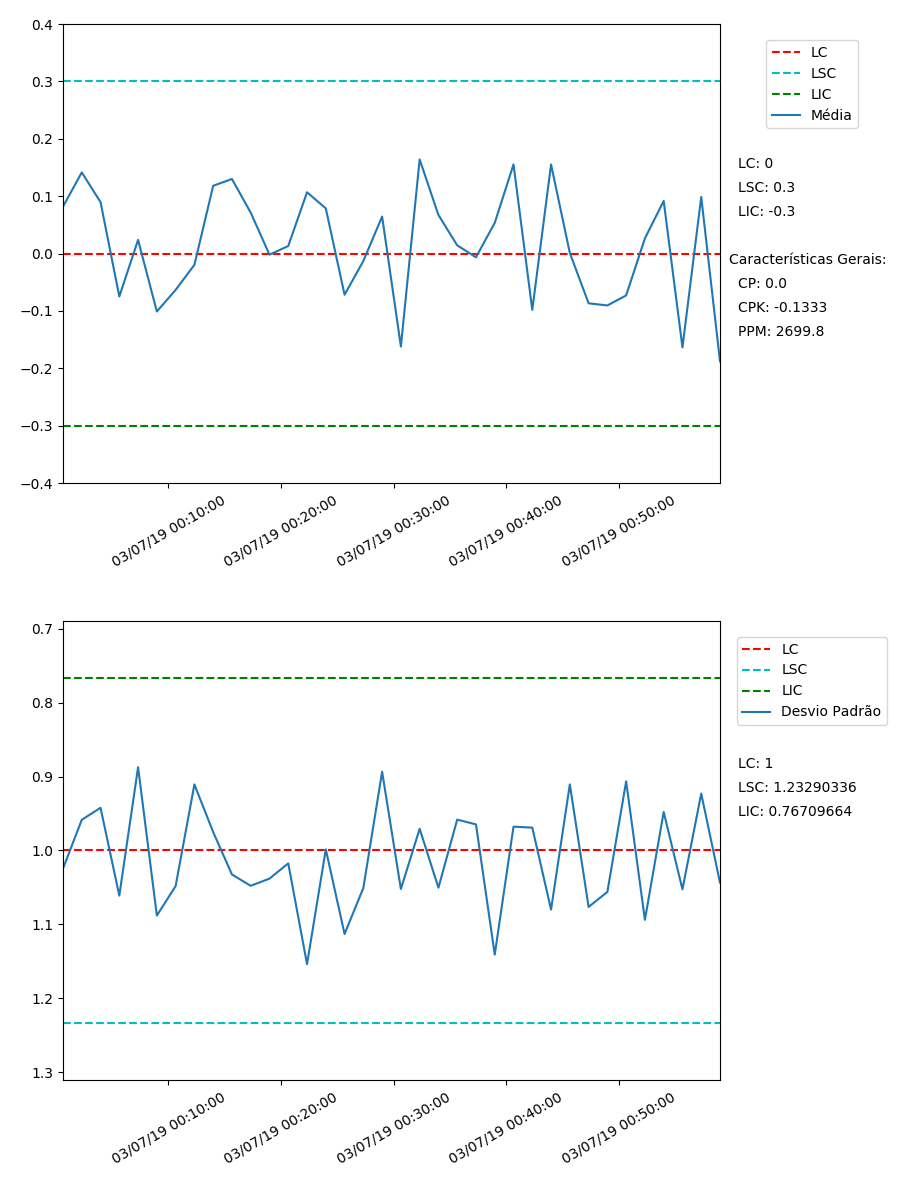 0.4
0.3
0.2
0.1
0.0
−0.1
−0.2
−0.3
−0.4
03/07/19 00:10:00
03/07/19 00:20:00
03/07/19 00:30:00
03/07/19 00:40:00
03/07/19 00:50:00
LC
LSC
LIC
Média
LC: 0
LSC: 0.3
LIC: -0.3
Características Gerais:
CP: 0.0
CPK: -0.1333
PPM: 2699.8
0.7
0.8
0.9
1.0
1.1
1.2
1.3
03/07/19 00:10:00
03/07/19 00:20:00
03/07/19 00:30:00
03/07/19 00:40:00
03/07/19 00:50:00
LC
LSC
LIC
Desvio Padrão
LC: 1
LSC: 1.23290336
LIC: 0.76709664